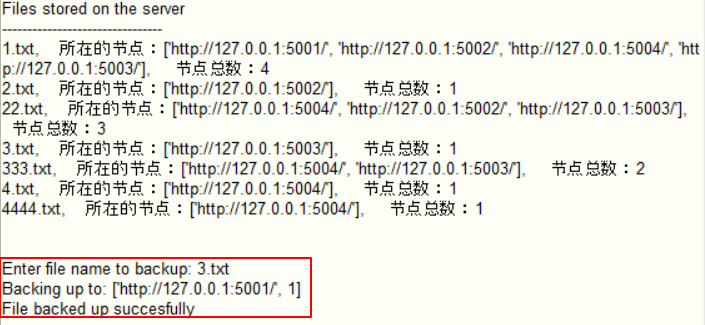 Files stored on the server
--------------------------------
1.txt, 所在的节点：['http://127.0.0.1:5001/', 'http://127.0.0.1:5002/', 'http://127.0.0.1:5004/', 'htt
p://127.0.0.1:5003/'], 节点总数：4
2.txt, 所在的节点：['http://127.0.0.1:5002/'], 节点总数：1
22.txt, 所在的节点：['http://127.0.0.1:5004/', 'http://127.0.0.1:5002/', 'http://127.0.0.1:5003/'],
节点总数：3
3.txt, 所在的节点：['http://127.0.0.1:5003/'], 节点总数：1
333.txt, 所在的节点：['http://127.0.0.1:5004/', 'http://127.0.0.1:5003/'], 节点总数：2
4.txt, 所在的节点：['http://127.0.0.1:5004/'], 节点总数：1
4444.txt, 所在的节点：['http://127.0.0.1:5004/'], 节点总数：1
Enter file name to backup: 3.txt
Backing up to: ['http://127.0.0.1:5001/', 1]
File backed up succesfully